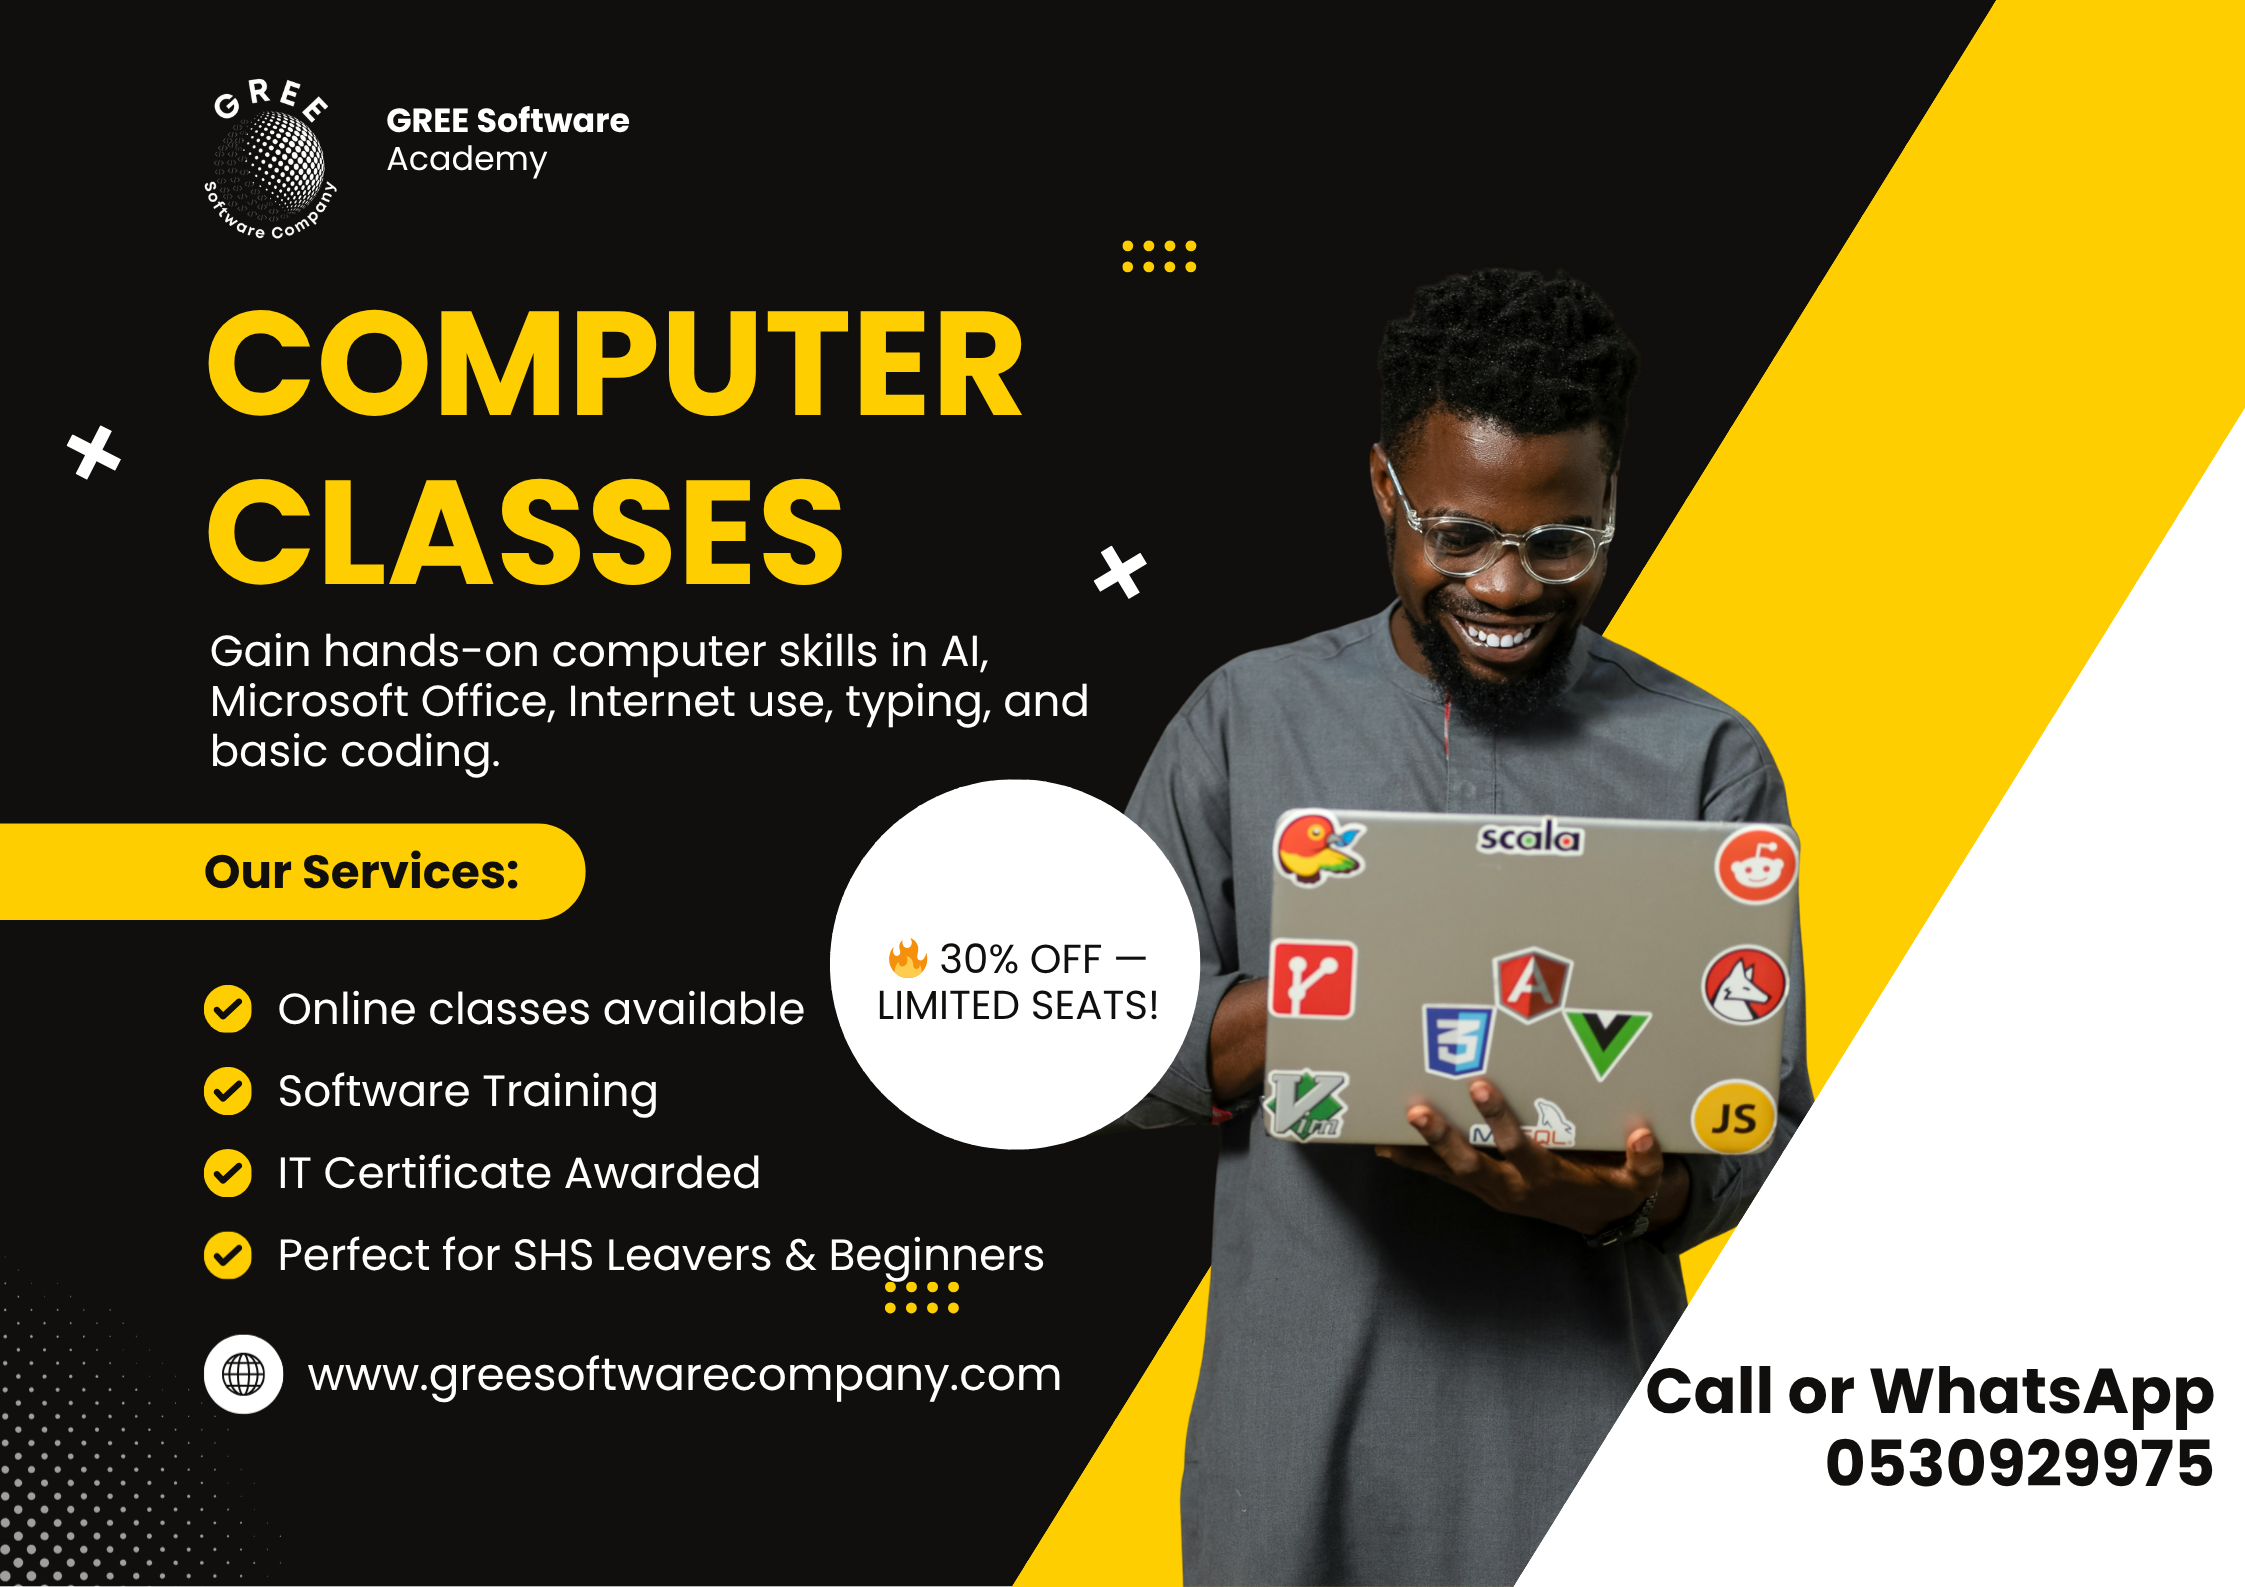 GREE
Software Company
GREE Software
Academy
COMPUTER
CLASSES
Gain hands-on computer skills in AI,
Microsoft Office, Internet use, typing, and
basic coding.
Our Services:
🔥 30% OFF —
LIMITED SEATS!
Online classes available
Software Training
IT Certificate Awarded
Perfect for SHS Leavers & Beginners
www.greesoftwarecompany.com
scala
3
A
Vim
JS
Call or WhatsApp
0530929975